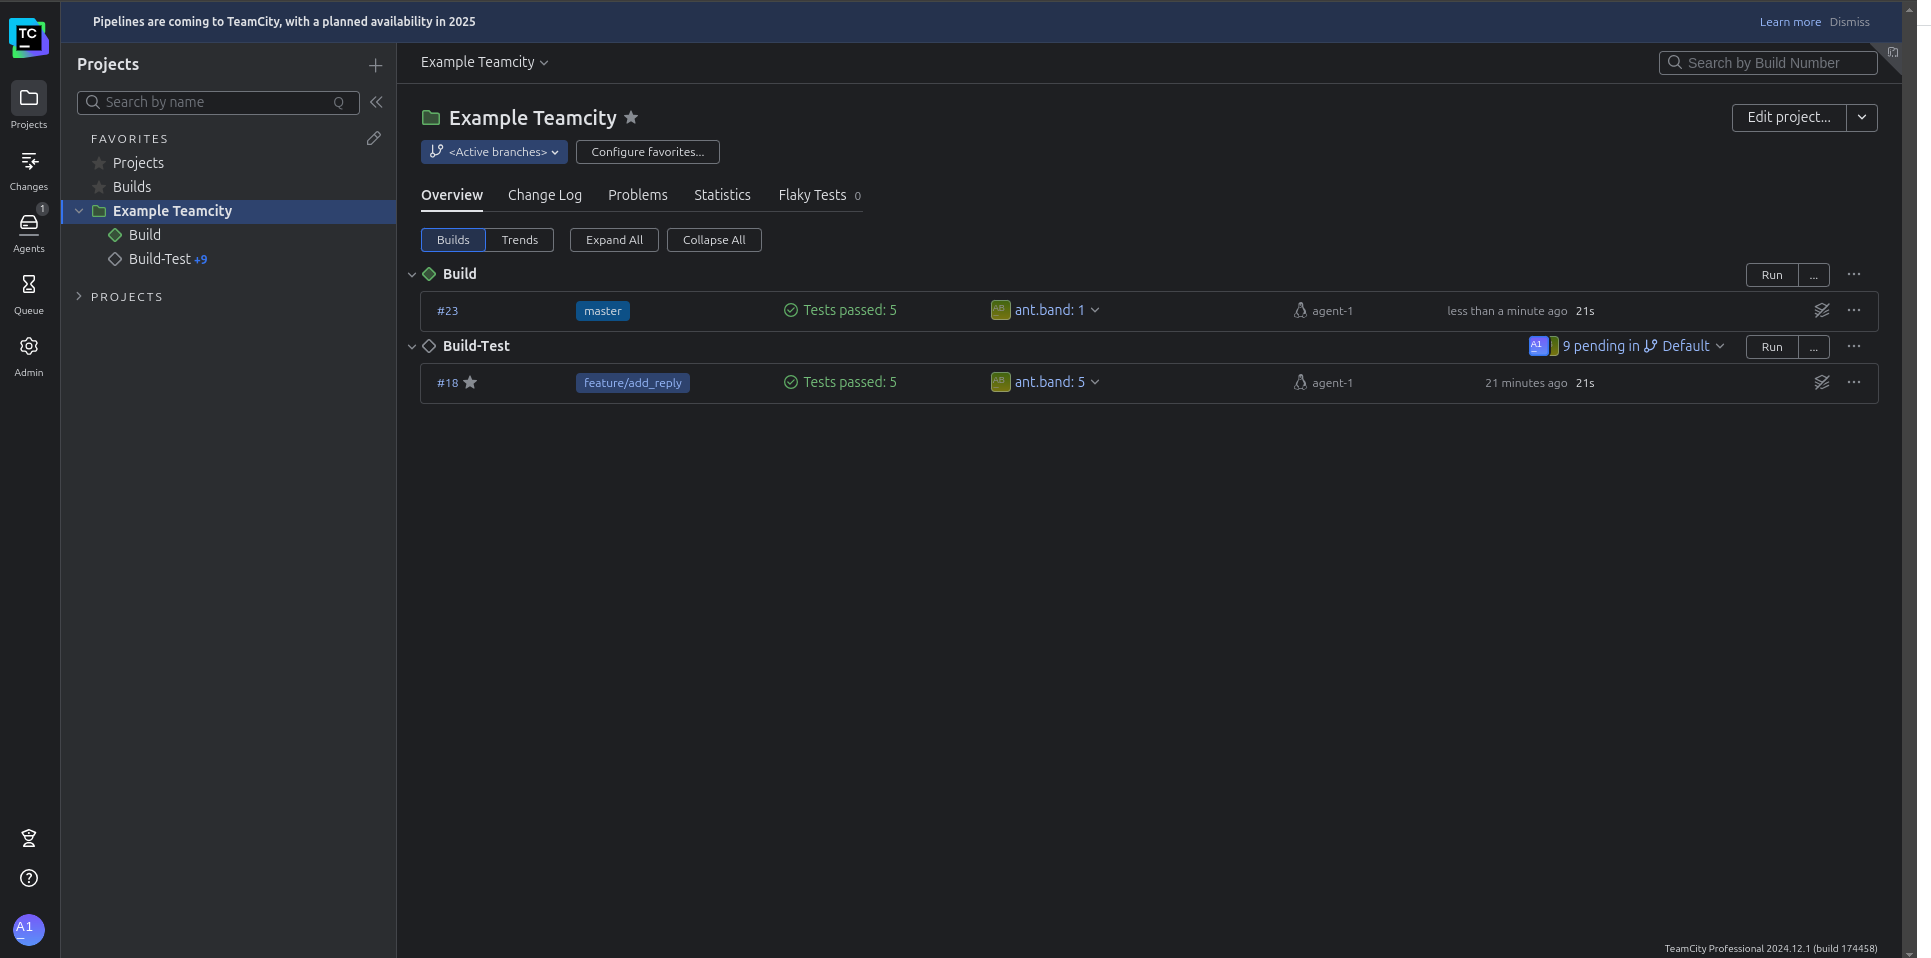 Pipelines are coming to TeamCity, with a planned availability in 2025 Learn more Dismiss
TC
Projects
Changes
1
Agents
Queue
Admin
A1
Projects
Search by name Q
FAVORITES
Projects
Builds
Example Teamcity
Build
Build-Test +9
PROJECTS
Example Teamcity Search by Build Number
Example Teamcity Edit project...
<Active branches> Configure favorites...
Overview Change Log Problems Statistics Flaky Tests 0
Builds Trends Expand All Collapse All
Build Run ...
#23 master Tests passed: 5 AB ant.band: 1 agent-1 less than a minute ago 21s
Build-Test A1 9 pending in Default Run ...
#18 feature/add_reply Tests passed: 5 AB ant.band: 5 agent-1 21 minutes ago 21s
TeamCity Professional 2024.12.1 (build 174458)